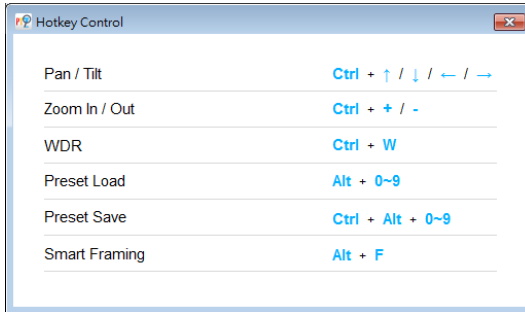 Hotkey Control
Pan / Tilt Ctrl + ↑ / ↓ / ← / →
Zoom In / Out Ctrl + + / -
WDR Ctrl + W
Preset Load Alt + 0~9
Preset Save Ctrl + Alt + 0~9
Smart Framing Alt + F